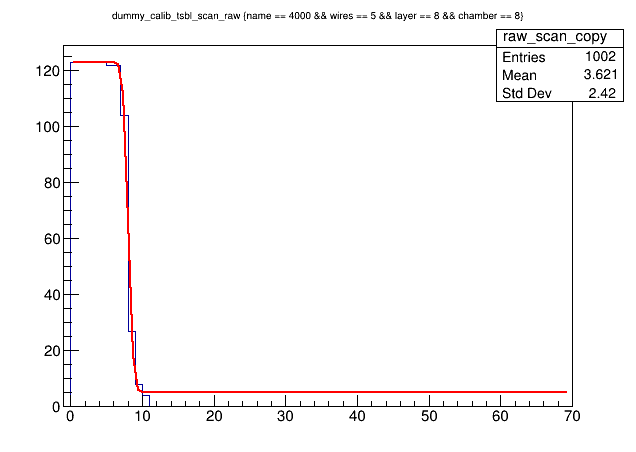 dummy_calib_tsbl_scan_raw {name == 4000 && wires == 5 && layer == 8 && chamber == 8}
raw_scan_copy
Entries 1002
Mean 3.621
Std Dev 2.42
120
100
80
60
40
20
0
0 10 20 30 40 50 60 70